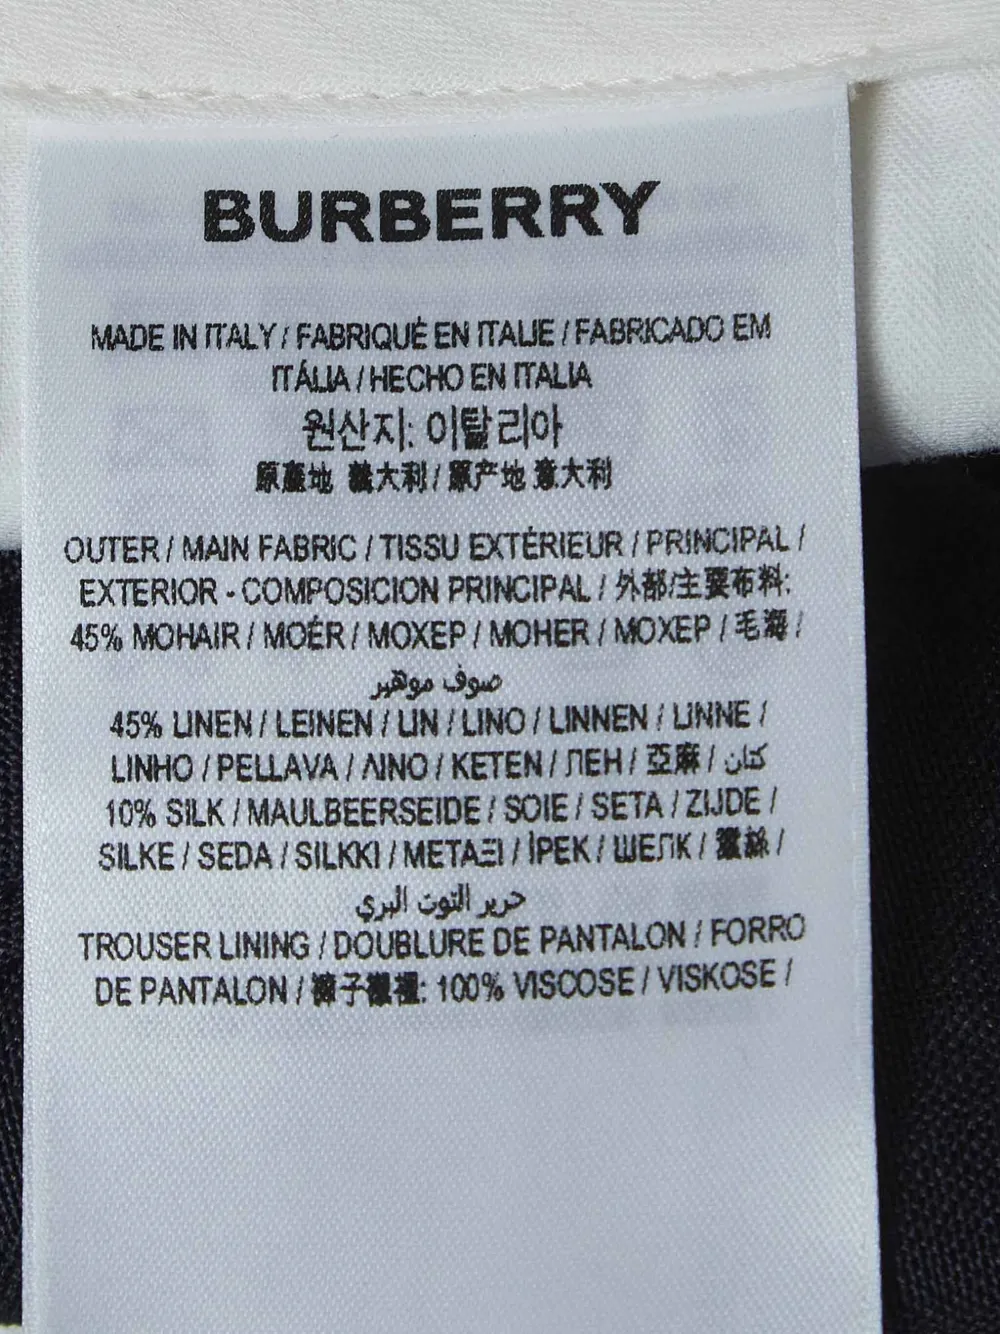 BURBERRY
MADE IN ITALY / FABRIQUÉ EN ITALIE / FABRICADO EM
ITÁLIA / HECHO EN ITALIA
원산지: 이탈리아
原產地 義大利 / 原产地 意大利
OUTER / MAIN FABRIC / TISSU EXTÉRIEUR / PRINCIPAL /
EXTERIOR - COMPOSICION PRINCIPAL / 外部/主要布料:
45% MOHAIR / MOÉR / MOXEP / MOHER / MOXEP / 毛海 /
صوف موهير
45% LINEN / LEINEN / LIN / LINO / LINNEN / LINNE /
LINHO / PELLAVA / ΛΙΝΟ / KETEN / ЛЕН / 亞麻 / كتان
10% SILK / MAULBEERSEIDE / SOIE / SETA / ZIJDE /
SILKE / SEDA / SILKKI / ΜΕΤΑΞΙ / İPEK / ШЕЛК / 蠶絲 /
حرير التوت البري
TROUSER LINING / DOUBLURE DE PANTALON / FORRO
DE PANTALON / 褲子襯裡: 100% VISCOSE / VISKOSE /